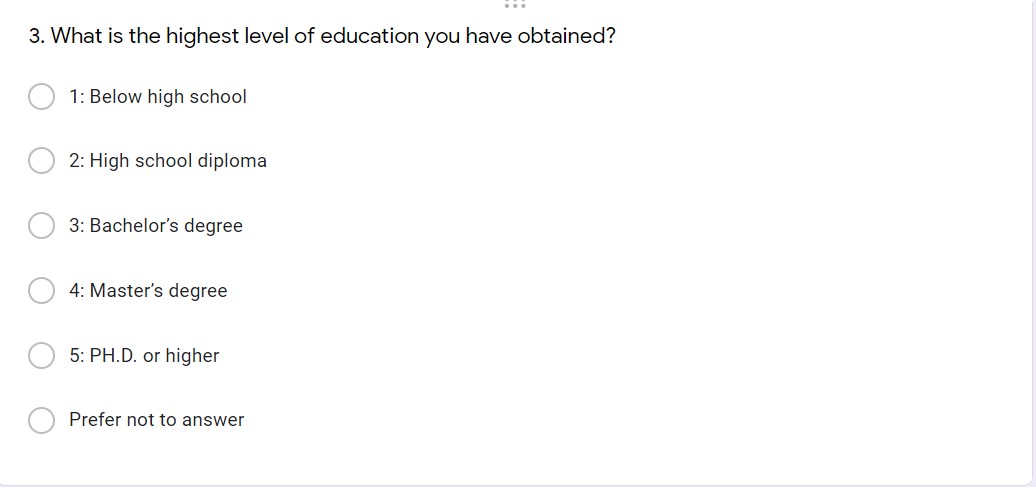 3. What is the highest level of education you have obtained?
1: Below high school
2: High school diploma
3: Bachelor’s degree
4: Master’s degree
5: PH.D. or higher
Prefer not to answer